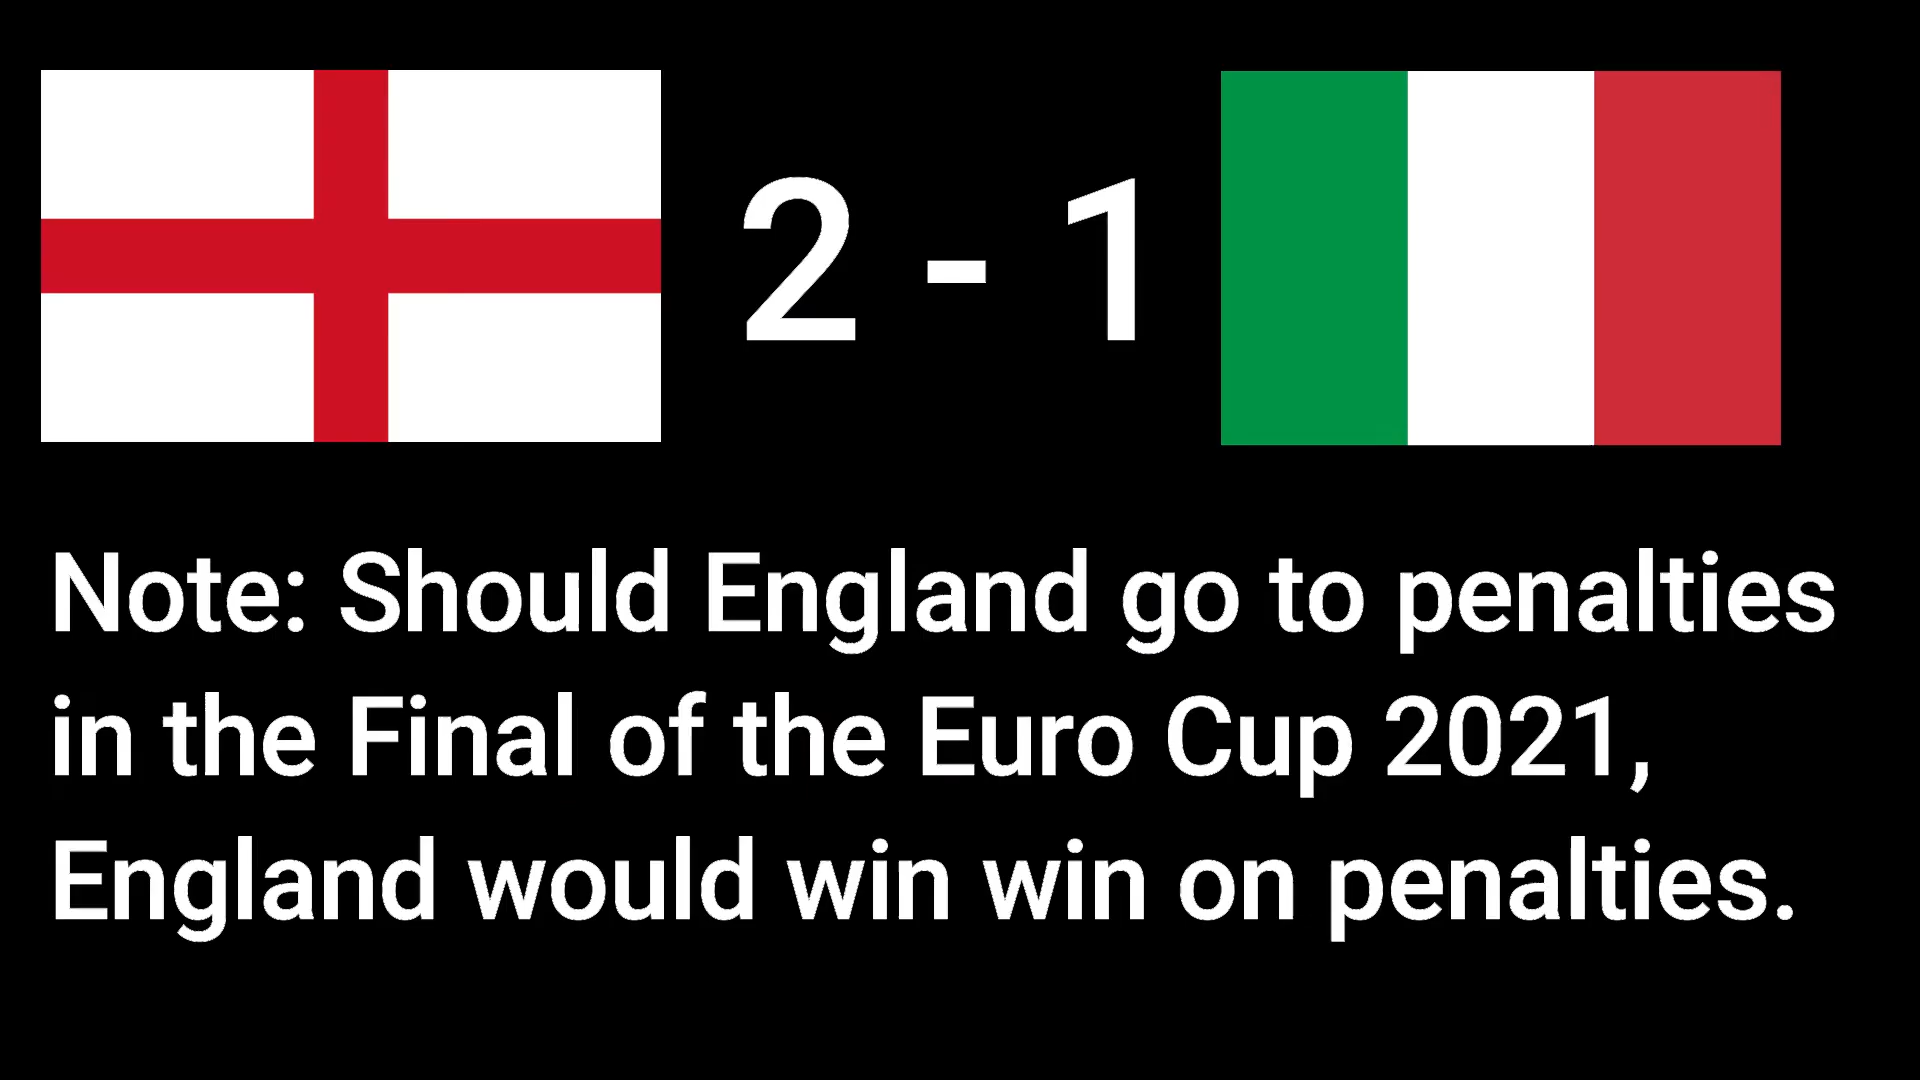 2 - 1
Note: Should England go to penalties
in the Final of the Euro Cup 2021,
England would win win on penalties.